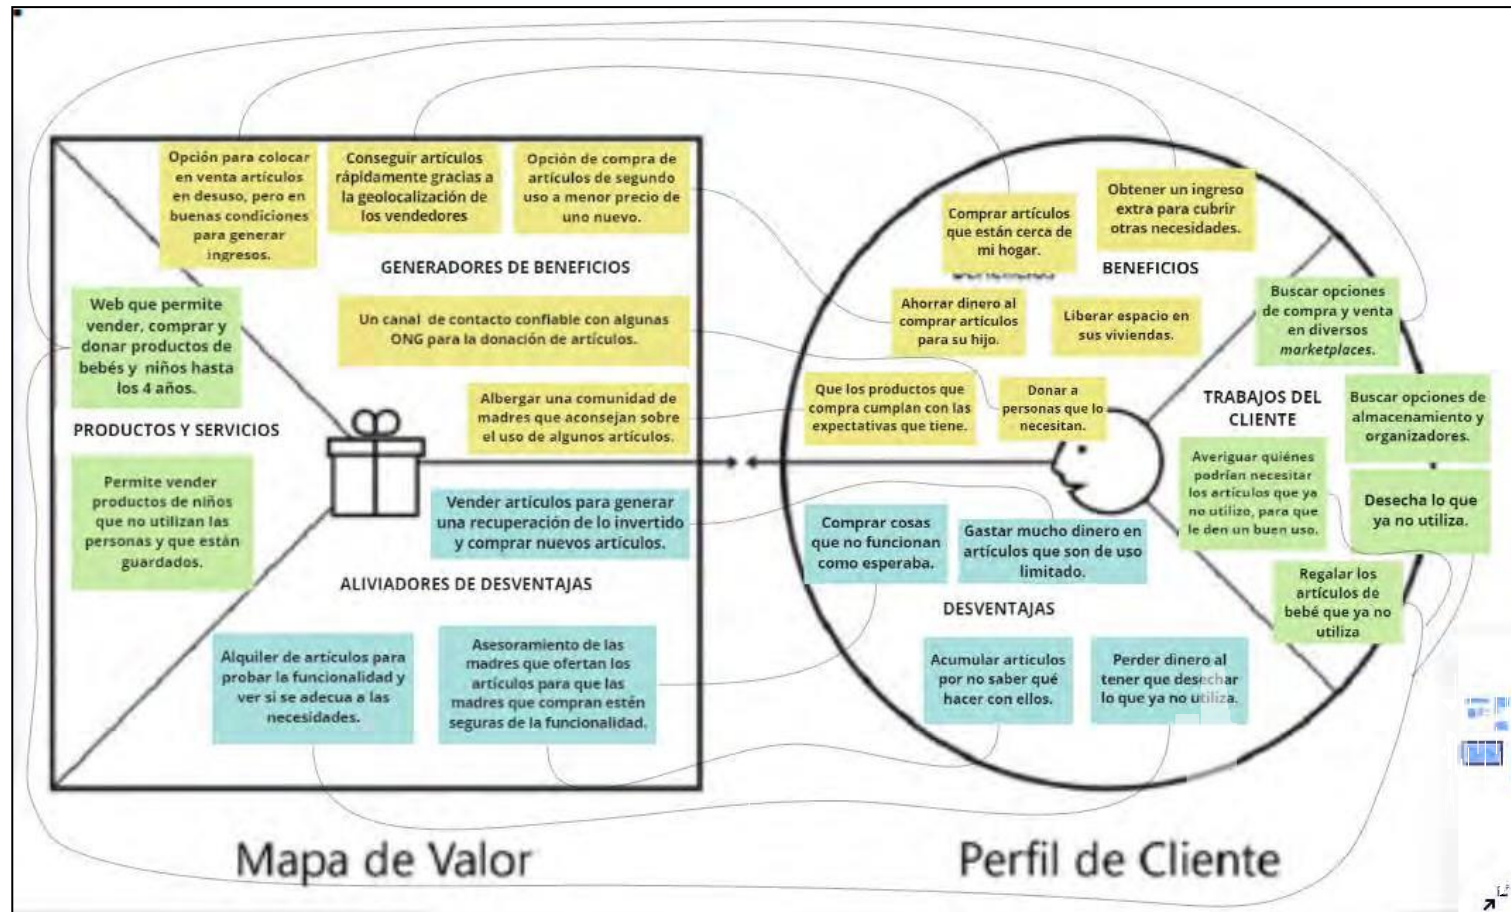 Opción para colocar
en venta artículos
en desuso, pero en
buenas condiciones
para generar
ingresos.
Conseguir artículos
rápidamente gracias a
la geolocalización de
los vendedores
Opción de compra de
artículos de segundo
uso a menor precio de
uno nuevo.
GENERADORES DE BENEFICIOS
Web que permite
vender, comprar y
donar productos de
bebés y niños hasta
los 4 años.
Un canal de contacto confiable con algunas
ONG para la donación de artículos.
Albergar una comunidad de
madres que aconsejan sobre
el uso de algunos artículos.
PRODUCTOS Y SERVICIOS
Permite vender
productos de niños
que no utilizan las
personas y que están
guardados.
Vender artículos para generar
una recuperación de lo invertido
y comprar nuevos artículos.
ALIVIADORES DE DESVENTAJAS
Alquiler de artículos para
probar la funcionalidad y
ver si se adecua a las
necesidades.
Asesoramiento de las
madres que ofertan los
artículos para que las
madres que compran estén
seguras de la funcionalidad.
Mapa de Valor
Comprar artículos
que están cerca de
mi hogar.
Obtener un ingreso
extra para cubrir
otras necesidades.
BENEFICIOS
Ahorrar dinero al
comprar artículos
para su hijo.
Liberar espacio en
sus viviendas.
Que los productos que
compra cumplan con las
expectativas que tiene.
Donar a
personas que lo
necesitan.
Buscar opciones
de compra y venta
en diversos
marketplaces.
TRABAJOS DEL
CLIENTE
Buscar opciones de
almacenamiento y
organizadores.
Averiguar quiénes
podrían necesitar
los artículos que ya
no utilizo, para que
le den un buen uso.
Desecha lo que
ya no utiliza.
Regalar los
artículos de
bebé que ya no
utiliza
Comprar cosas
que no funcionan
como esperaba.
Gastar mucho dinero en
artículos que son de uso
limitado.
DESVENTAJAS
Acumular artículos
por no saber qué
hacer con ellos.
Perder dinero al
tener que desechar
lo que ya no utiliza.
Perfil de Cliente